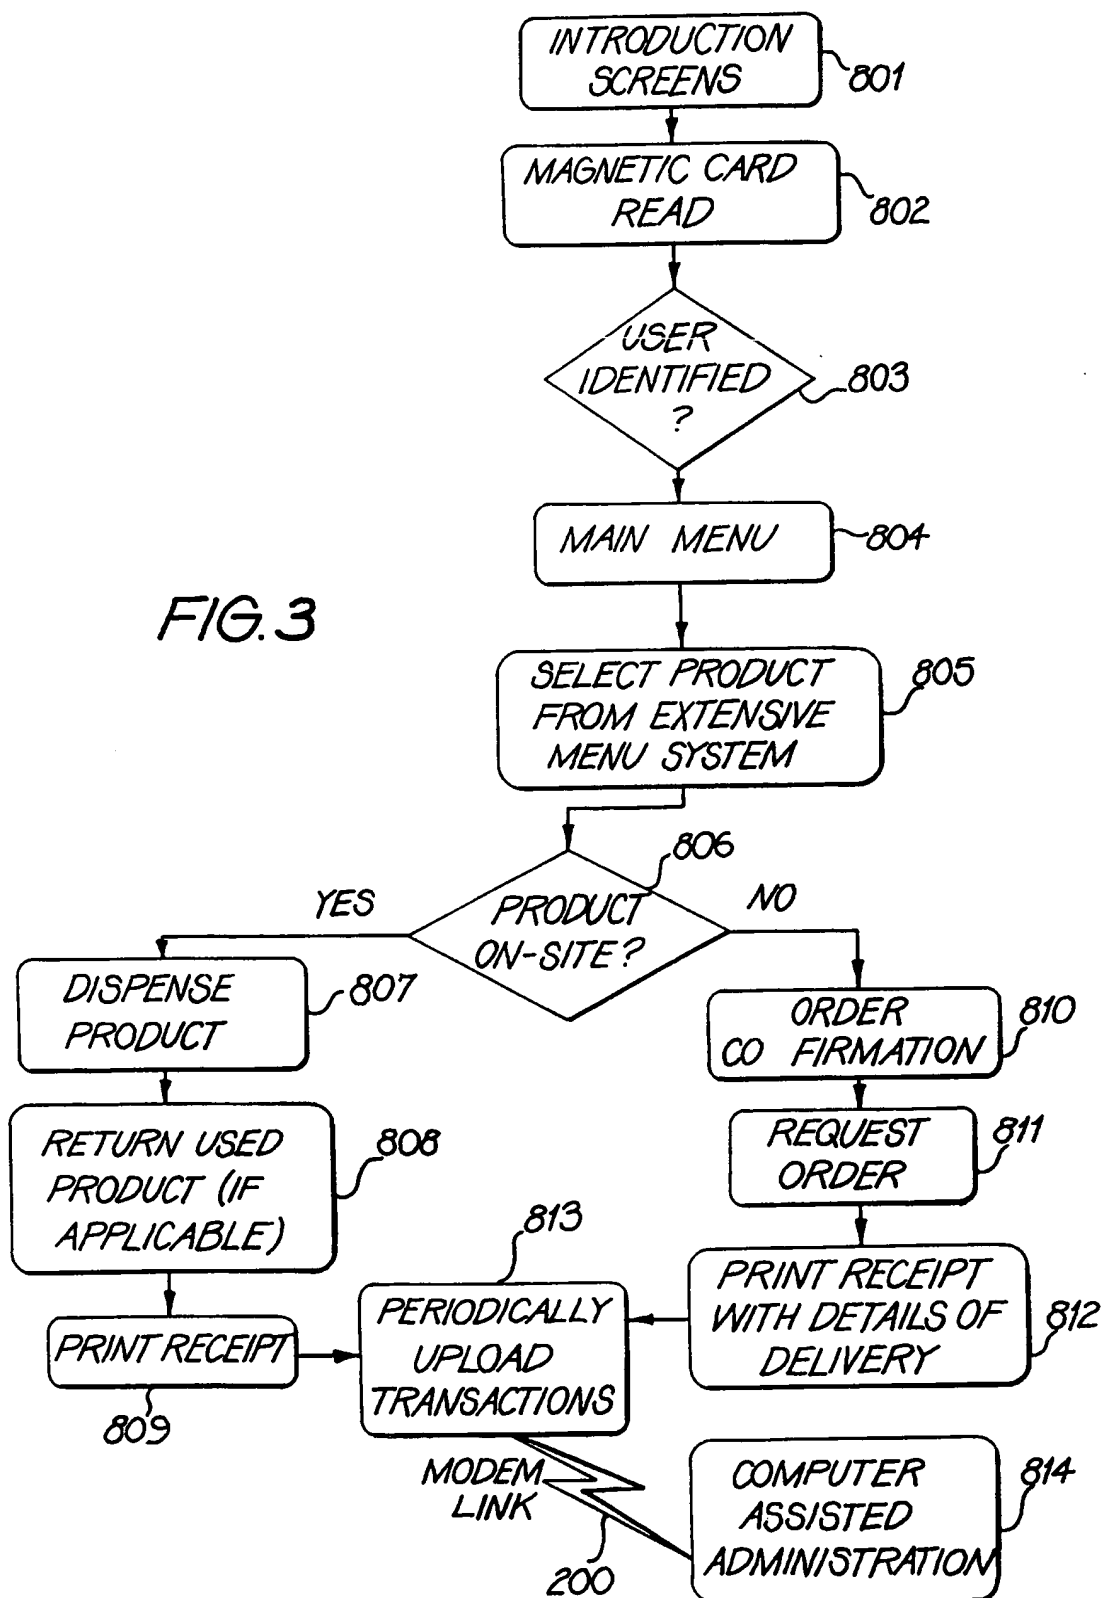 INTRODUCTION
SCREENS
801
MAGNETIC CARD
READ
802
USER
IDENTIFIED
?
803
MAIN MENU
804
FIG. 3
SELECT PRODUCT
FROM EXTENSIVE
MENU SYSTEM
805
806
YES
PRODUCT
ON-SITE?
NO
DISPENSE
PRODUCT
807
ORDER
CO FIRMATION
810
RETURN USED
PRODUCT (IF
APPLICABLE)
808
REQUEST
ORDER
811
813
PRINT RECEIPT
809
PERIODICALLY
UPLOAD
TRANSACTIONS
PRINT RECEIPT
WITH DETAILS OF
DELIVERY
812
MODEM
LINK
200
COMPUTER
ASSISTED
ADMINISTRATION
814